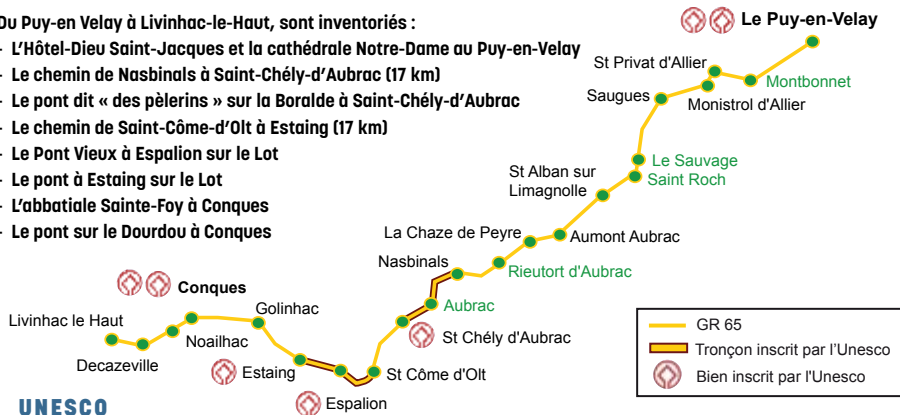 Du Puy-en Velay à Livinhac-le-Haut, sont inventoriés :
- L'Hôtel-Dieu Saint-Jacques et la cathédrale Notre-Dame au Puy-en-Velay
- Le chemin de Nasbinals à Saint-Chély-d'Aubrac (17 km)
- Le pont dit « des pèlerins » sur la Boralde à Saint-Chély-d'Aubrac
- Le chemin de Saint-Côme-d'Olt à Estaing (17 km)
- Le Pont Vieux à Espalion sur le Lot
- Le pont à Estaing sur le Lot
- L'abbatiale Sainte-Foy à Conques
- Le pont sur le Dourdou à Conques
Le Puy-en-Velay
St Privat d'Allier
Montbonnet
Saugues
Monistrol d'Allier
Le Sauvage
St Alban sur
Limagnolle
Saint Roch
La Chaze de Peyre
Aumont Aubrac
Nasbinals
Rieutort d'Aubrac
Conques
Golinhac
Aubrac
Livinhac le Haut
Noailhac
St Chély d'Aubrac
Decazeville
Estaing
St Côme d'Olt
Espalion
GR 65
Tronçon inscrit par l'Unesco
Bien inscrit par l'Unesco
UNESCO